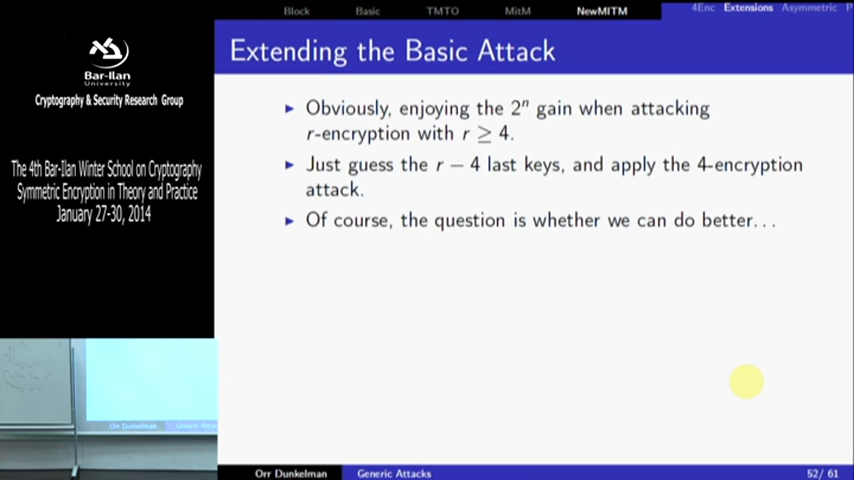 Block Basic TMTO MitM NewMITM 4Enc Extensions Asymmetric P
Extending the Basic Attack
Bar-Ilan
University
Cryptography & Security Research Group
The 4th Bar-Ilan Winter School on Cryptography
Symmetric Encryption in Theory and Practice
January 27-30, 2014
► Obviously, enjoying the 2ⁿ gain when attacking
r-encryption with r ≥ 4.
► Just guess the r − 4 last keys, and apply the 4-encryption
attack.
► Of course, the question is whether we can do better...
Orr Dunkelman
Orr Dunkelman Generic Attacks 52/ 61